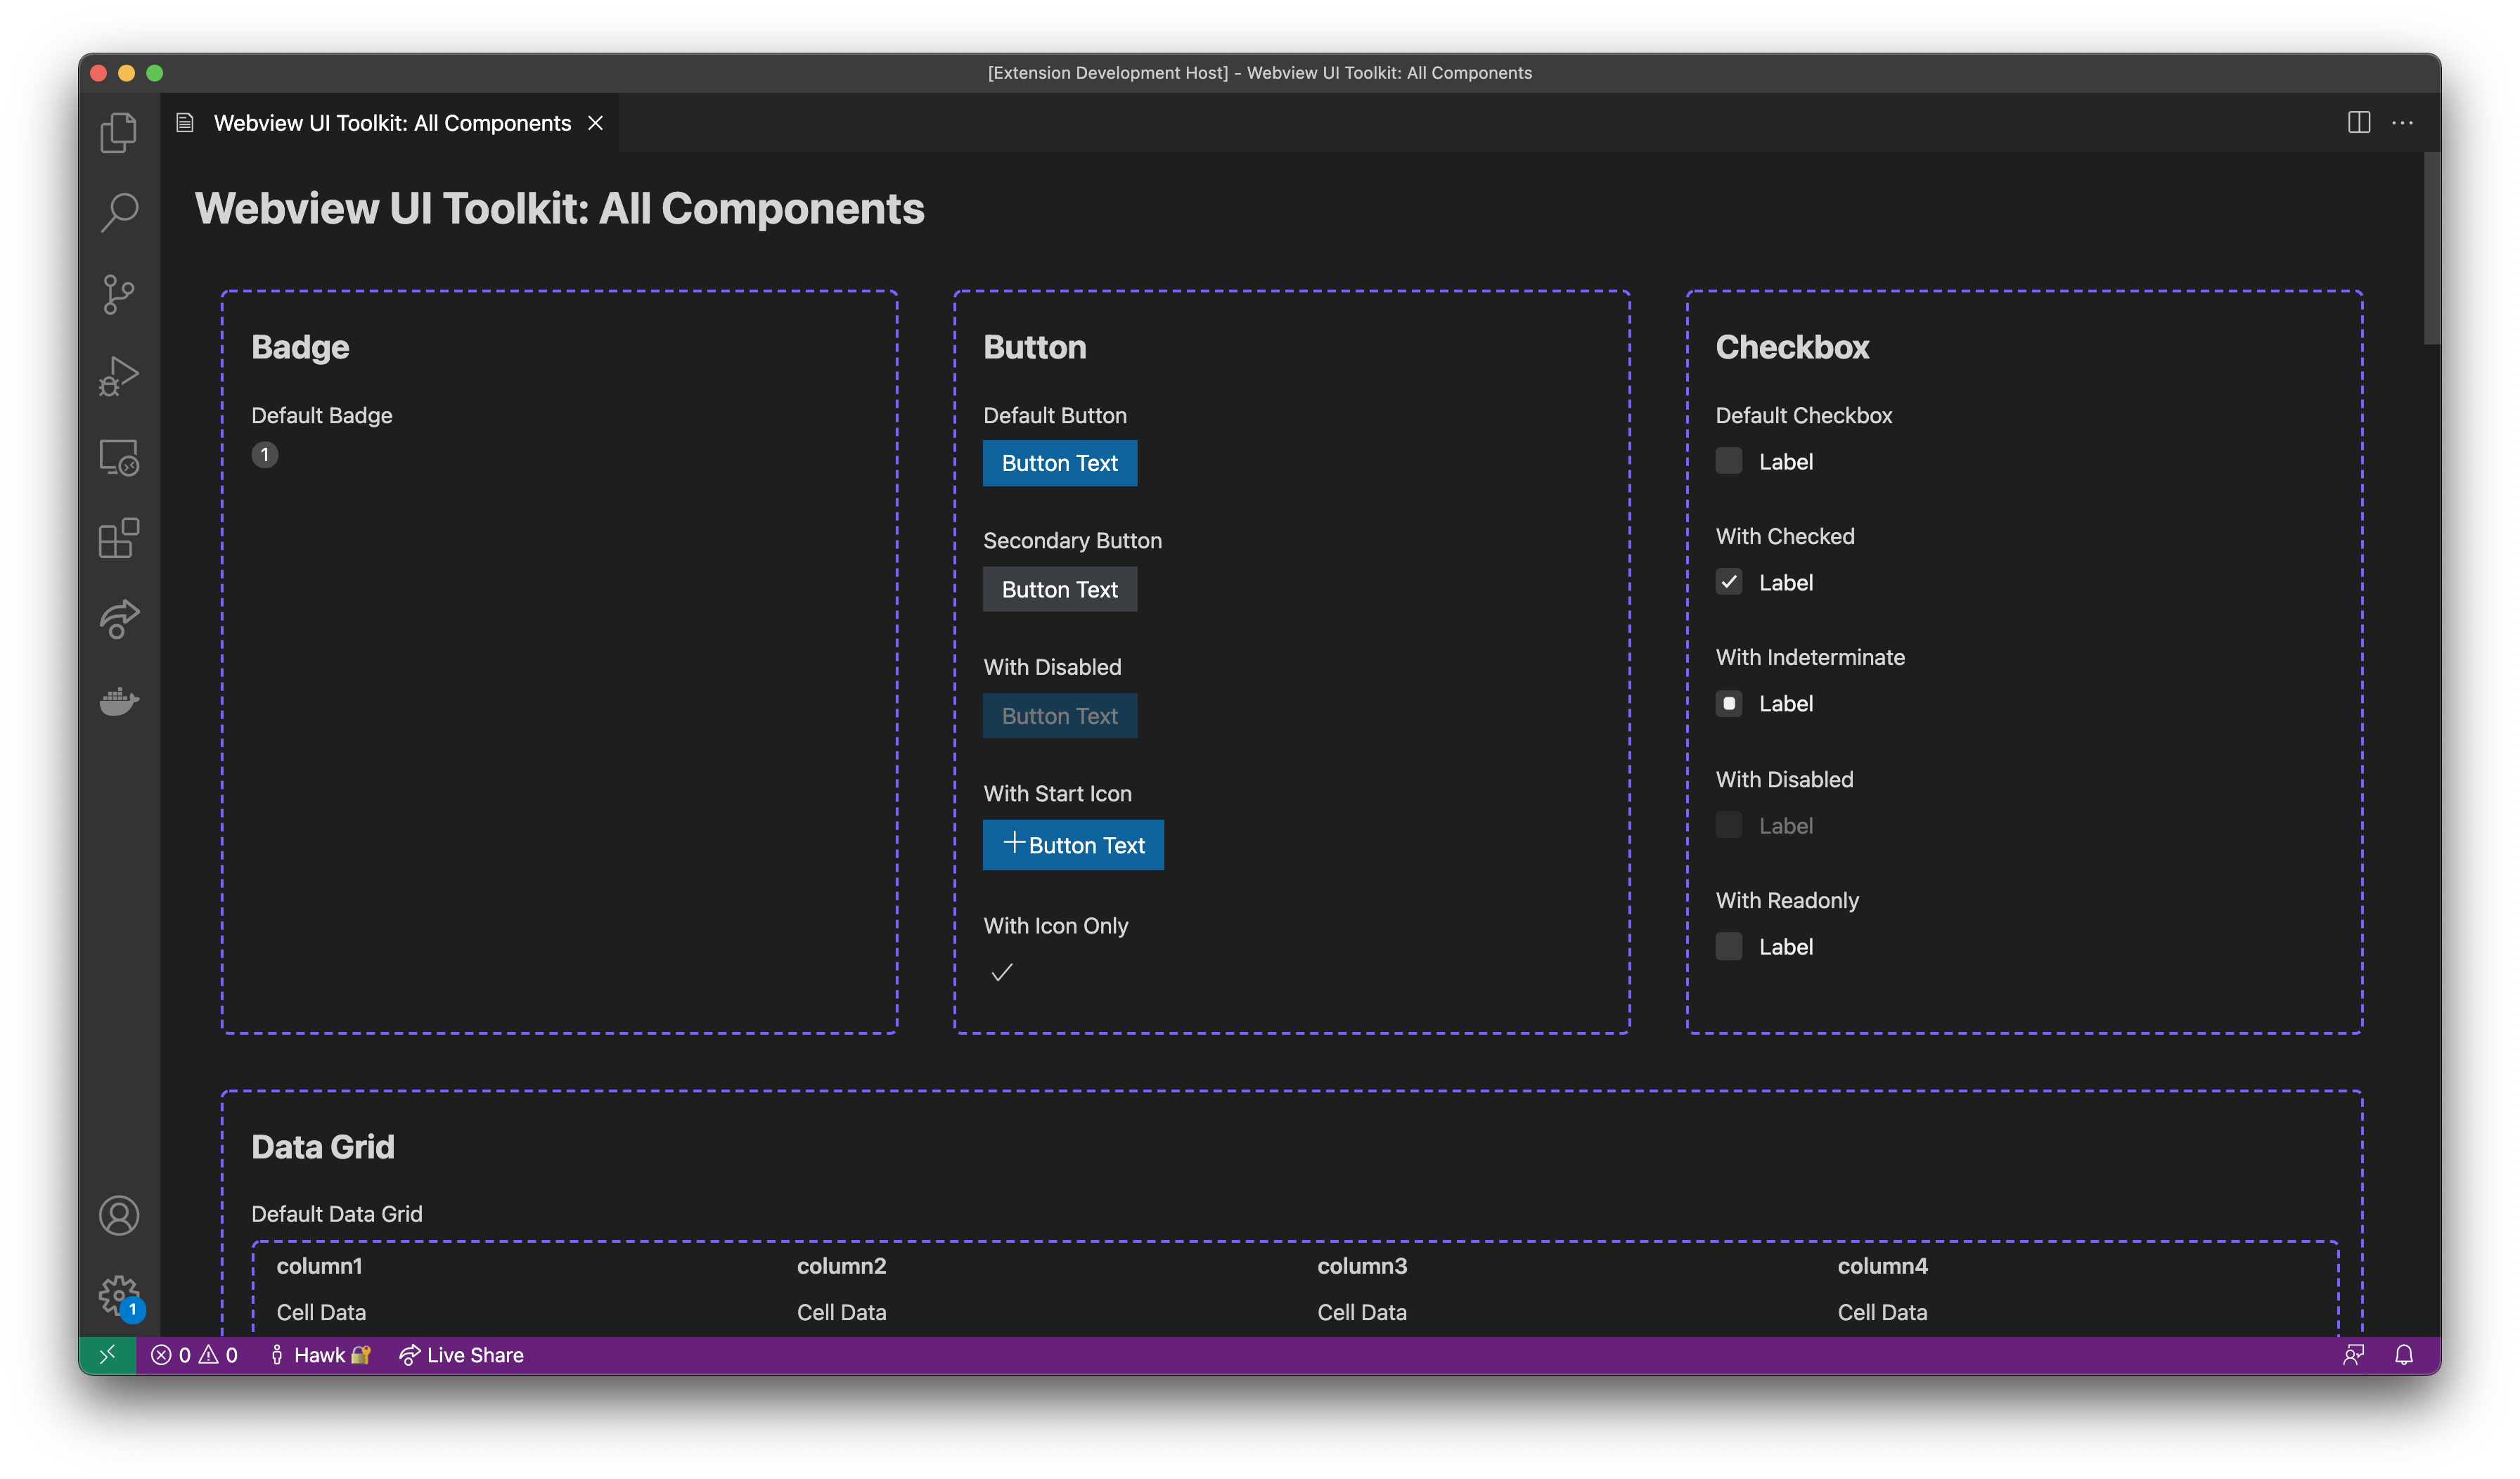 [Extension Development Host] - Webview UI Toolkit: All Components
Webview UI Toolkit: All Components
Webview UI Toolkit: All Components
Badge
Default Badge
1
Button
Default Button
Button Text
Secondary Button
Button Text
With Disabled
Button Text
With Start Icon
Button Text
With Icon Only
Checkbox
Default Checkbox
Label
With Checked
Label
With Indeterminate
Label
With Disabled
Label
With Readonly
Label
Data Grid
Default Data Grid
column1 column2 column3 column4
Cell Data Cell Data Cell Data Cell Data
1
0 0 Hawk 🔐 Live Share